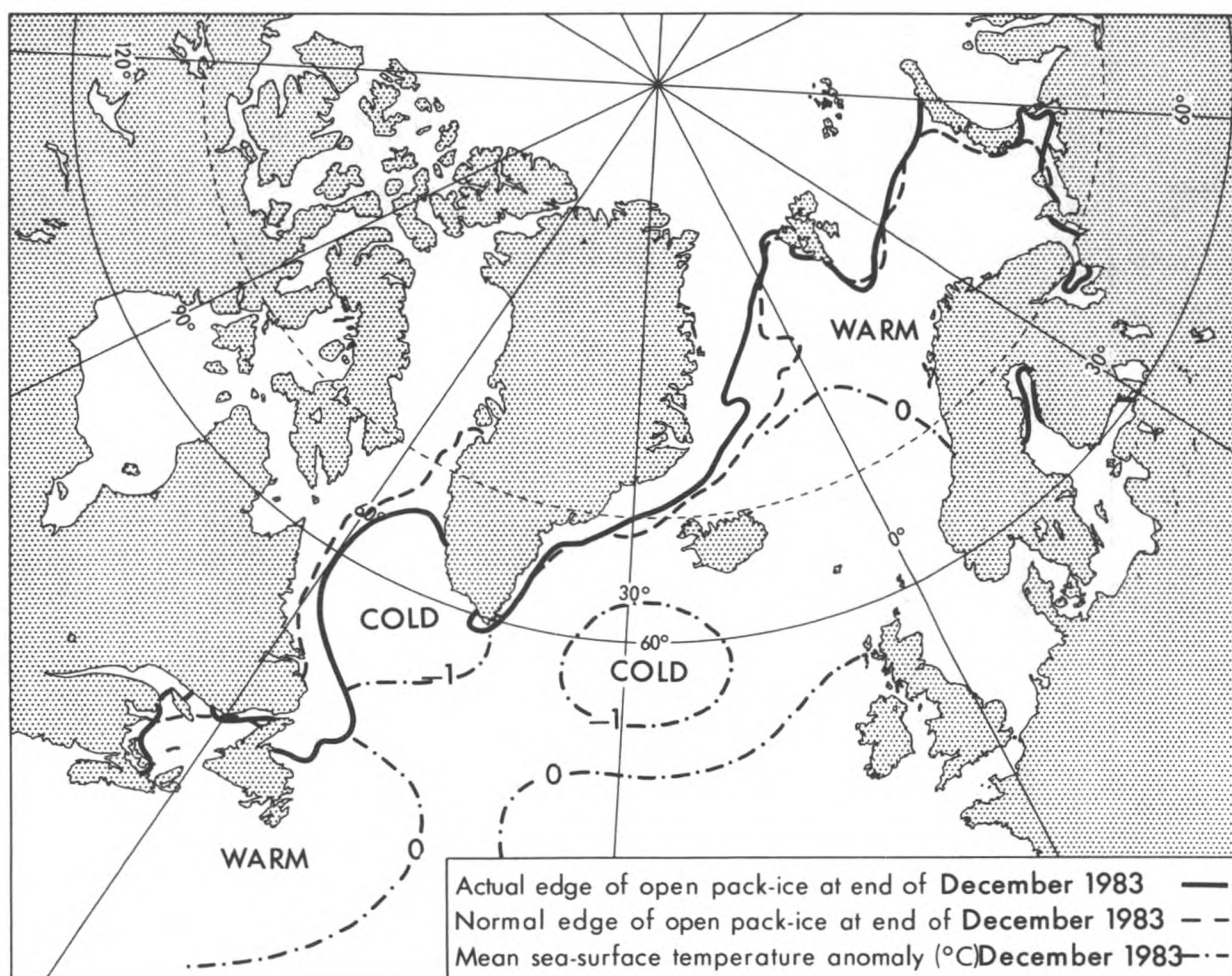 120°
60°
90°
WARM
30°
0
60°
0°
COLD
30°
60°
COLD
−1
−1
0
WARM
0
Actual edge of open pack-ice at end of December 1983
Normal edge of open pack-ice at end of December 1983
Mean sea-surface temperature anomaly (°C) December 1983